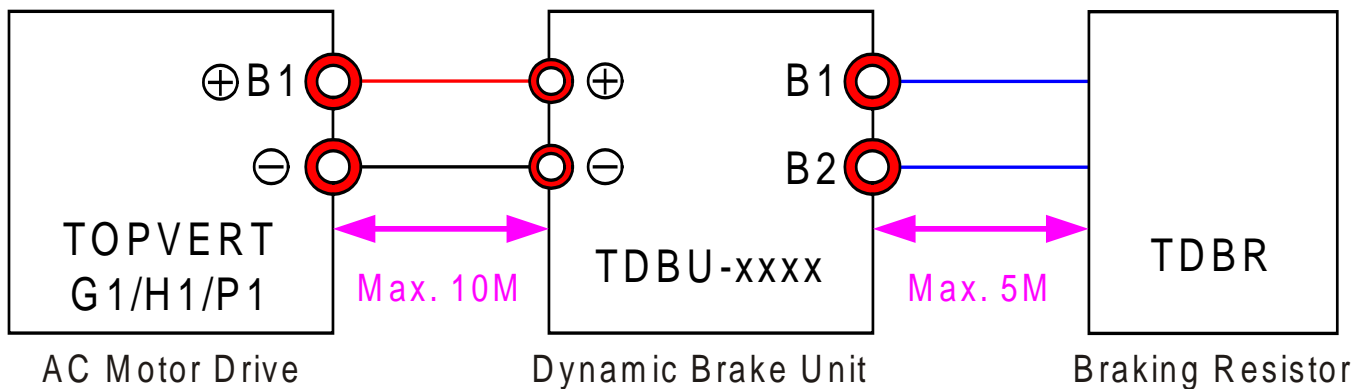 ⊕ B1
⊖
TOPVERT
G1/H1/P1
AC Motor Drive
Max. 10M
⊕ B1
⊖ B2
TDBU-xxxx
Dynamic Brake Unit
Max. 5M
TDBR
Braking Resistor